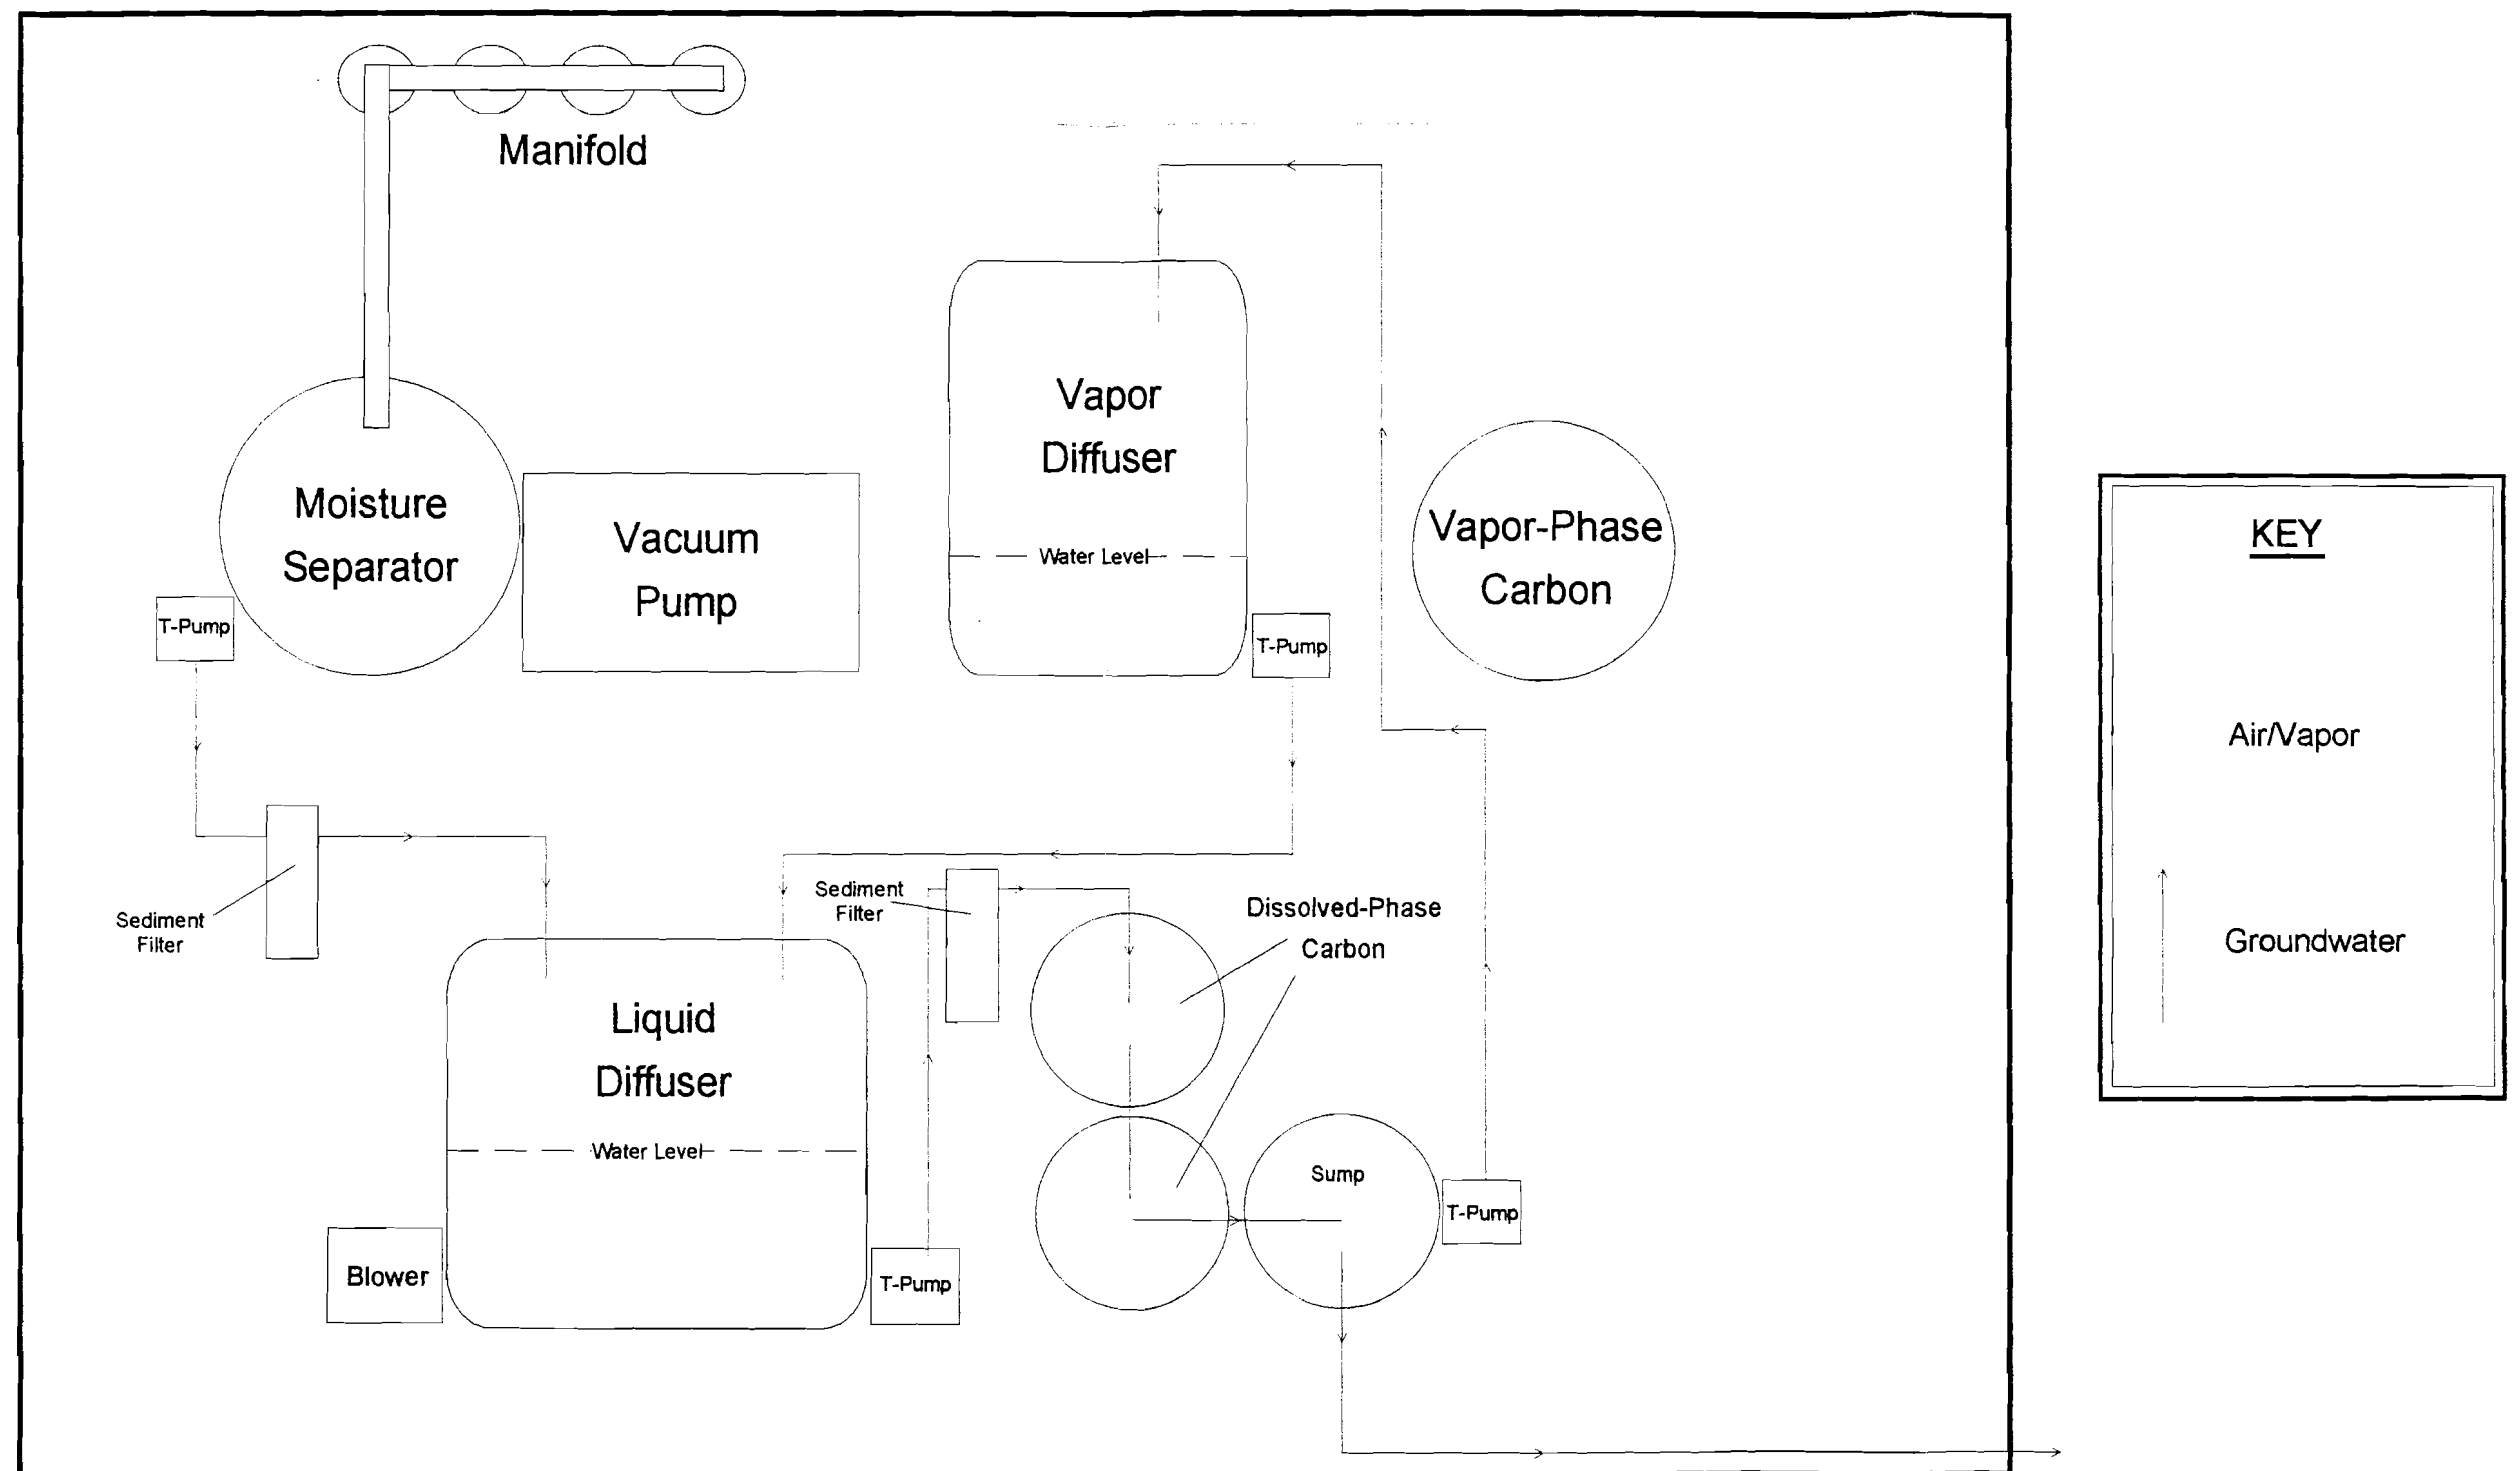 Manifold
Vapor
Diffuser
Water Level
Moisture
Separator
Vacuum
Pump
Vapor-Phase
Carbon
T-Pump
T-Pump
KEY
Air/Vapor
Groundwater
Sediment
Filter
Sediment
Filter
Dissolved-Phase
Carbon
Liquid
Diffuser
Water Level
Sump
T-Pump
Blower
T-Pump